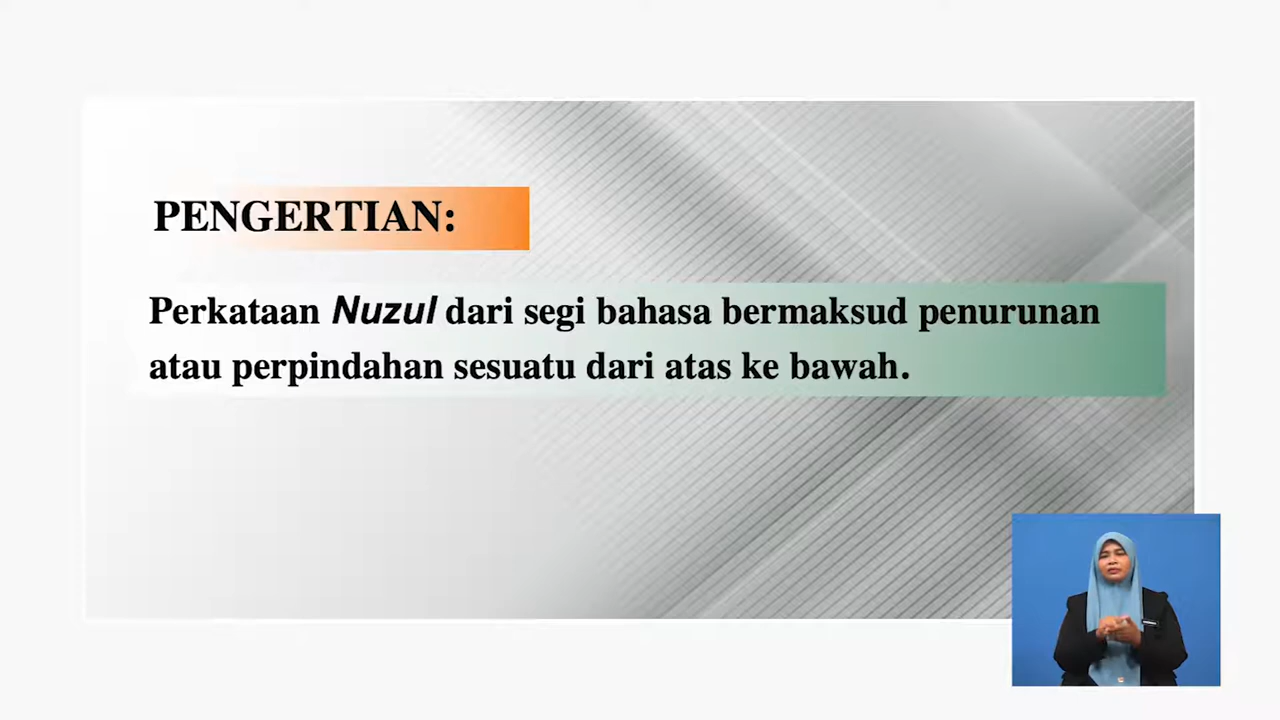 PENGERTIAN:
Perkataan Nuzul dari segi bahasa bermaksud penurunan
atau perpindahan sesuatu dari atas ke bawah.